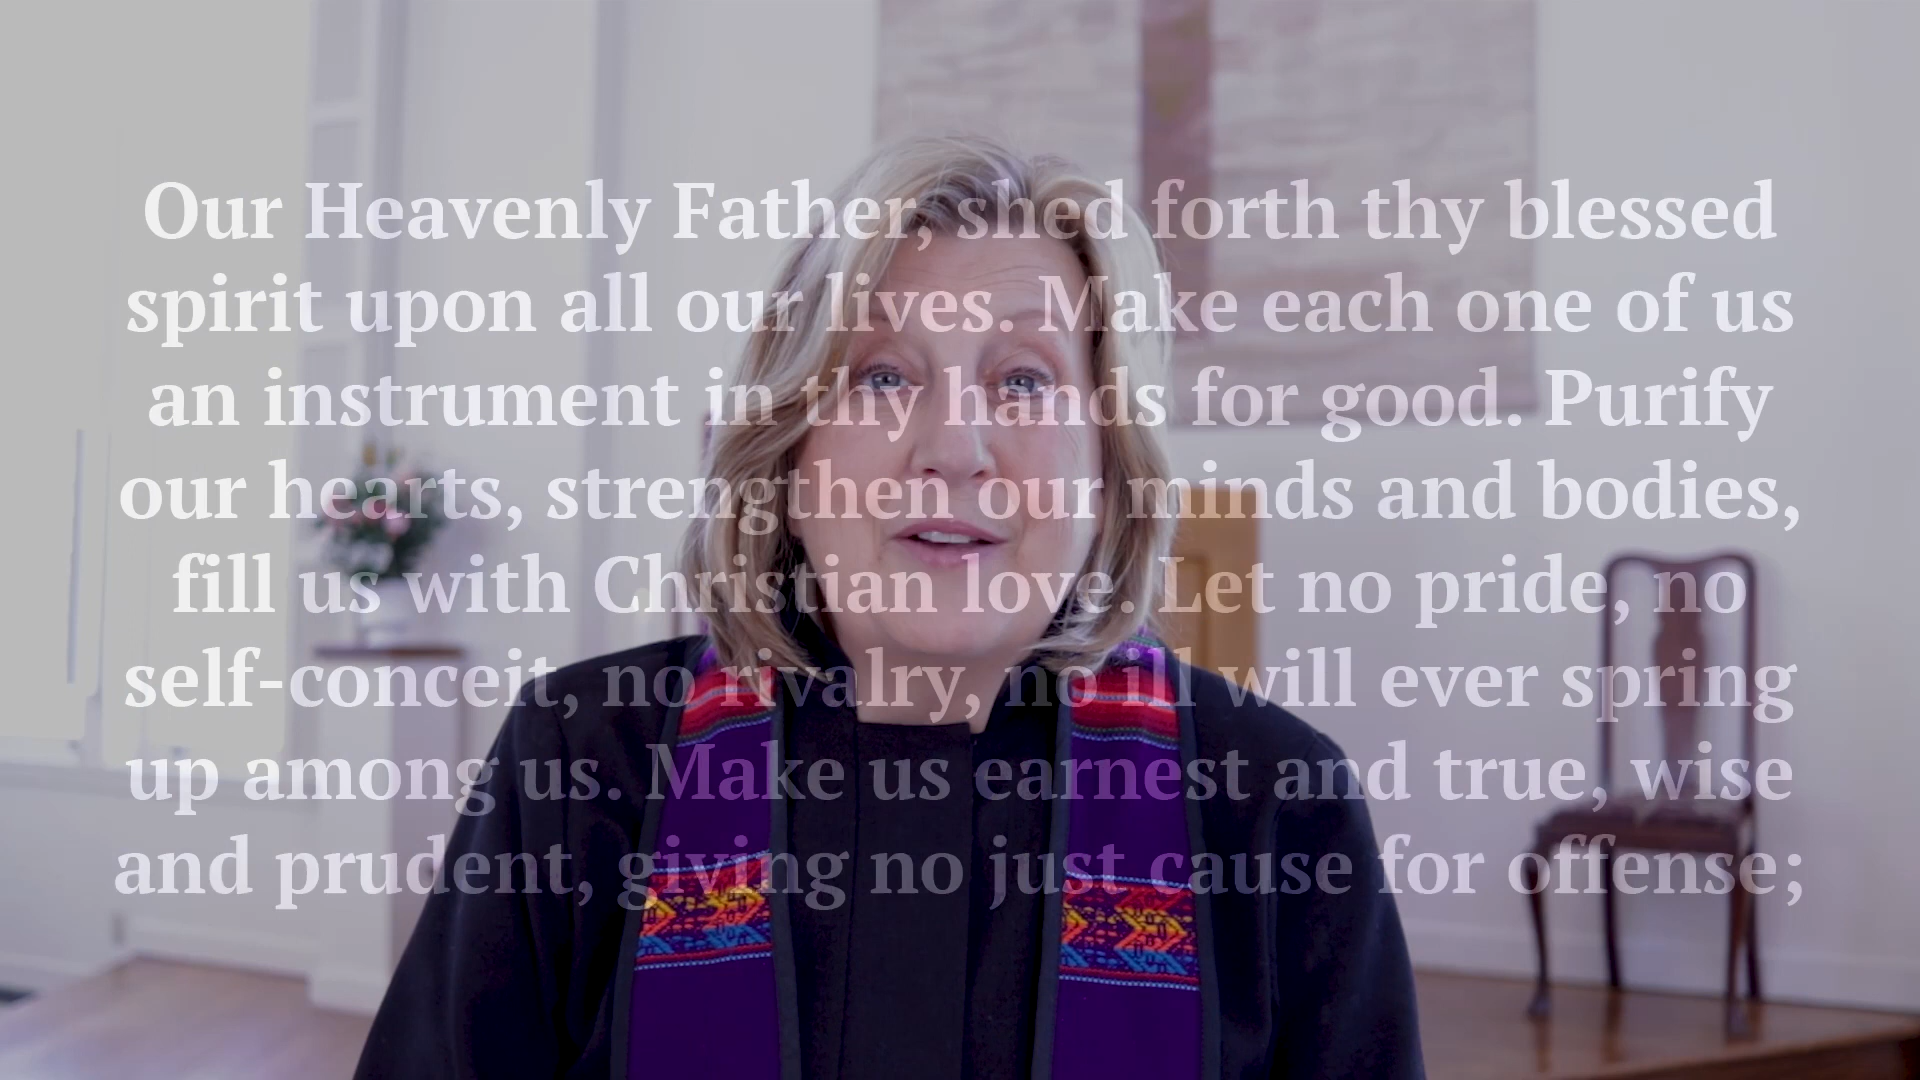 Our Heavenly Father, shed forth thy blessed
spirit upon all our lives. Make each one of us
an instrument in thy hands for good. Purify
our hearts, strengthen our minds and bodies,
fill us with Christian love. Let no pride, no
self-conceit, no rivalry, no ill will ever spring
up among us. Make us earnest and true, wise
and prudent, giving no just cause for offense;